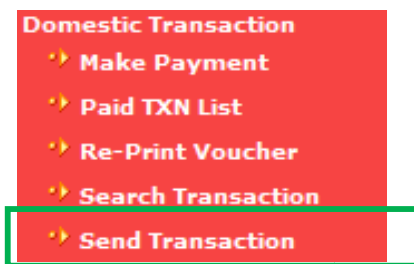 Domestic Transaction
Make Payment
Paid TXN List
Re-Print Voucher
Search Transaction
Send Transaction